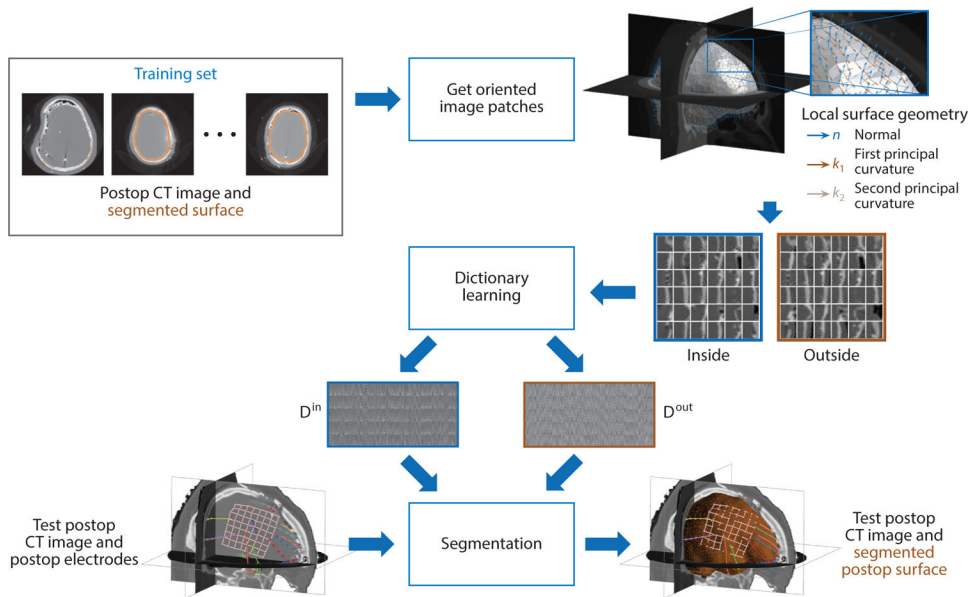 Training set
Postop CT image and
segmented surface
Get oriented
image patches
Local surface geometry
n Normal
k1 First principal
curvature
k2 Second principal
curvature
Inside
Outside
Dictionary
learning
Din
Dout
Test postop
CT image and
postop electrodes
Segmentation
Test postop
CT image and
segmented
postop surface